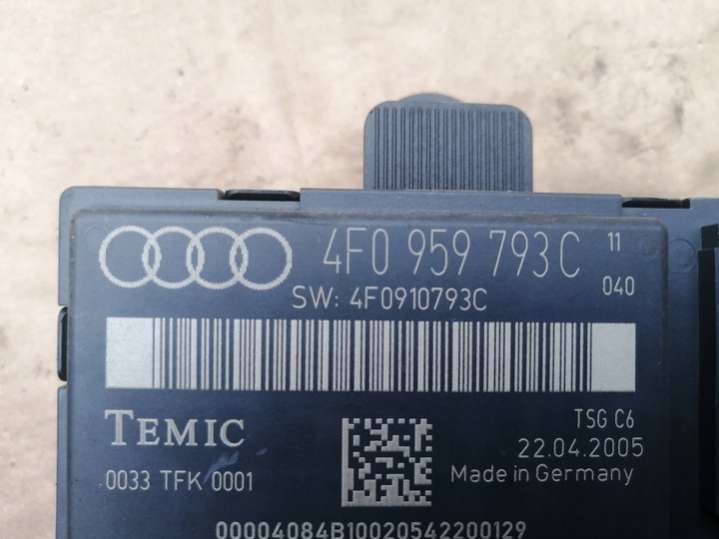 4F0 959 793C 11
040
SW: 4F0910793C
TEMIC
TSG C6
22.04.2005
0033 TFK 0001
Made in Germany
00004084B10020542200129